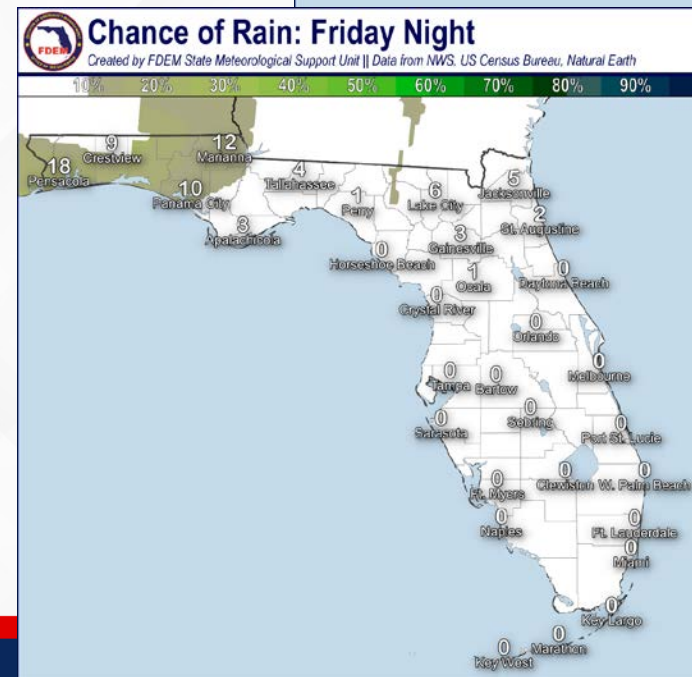 Chance of Rain: Friday Night
FDEM
Created by FDEM State Meteorological Support Unit || Data from NWS, US Census Bureau, Natural Earth
10% 20% 30% 40% 50% 60% 70% 80% 90%
9
Crestview
12
Marianna
18
Pensacola
4
Tallahassee
5
Jacksonville
10
Panama City
1
Perry
6
Lake City
2
St. Augustine
3
Apalachicola
3
Gainesville
0
Horseshoe Beach
1
Ocala
0
Daytona Beach
0
Crystal River
0
Orlando
0
Melbourne
0
Tampa
0
Bartow
0
Sebring
0
Sarasota
0
Port St. Lucie
0
Ft. Myers
0
Clewiston
0
W. Palm Beach
0
Naples
0
Ft. Lauderdale
0
Miami
0
Key Largo
0
Marathon
0
Key West